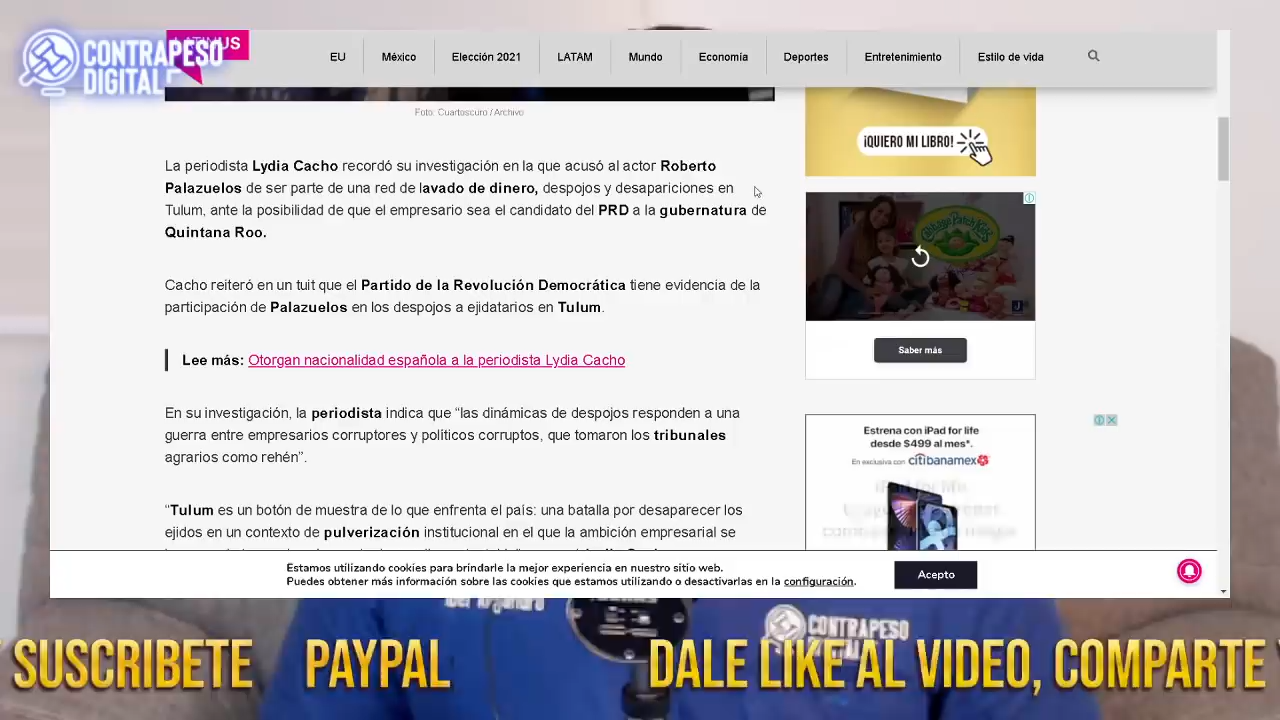 CONTRAPESO
DIGITAL
EU México Elección 2021 LATAM Mundo Economía Deportes Entretenimiento Estilo de vida
Foto: Cuartoscuro / Archivo
La periodista Lydia Cacho recordó su investigación en la que acusó al actor Roberto
Palazuelos de ser parte de una red de lavado de dinero, despojos y desapariciones en
Tulum, ante la posibilidad de que el empresario sea el candidato del PRD a la gubernatura de
Quintana Roo.
Cacho reiteró en un tuit que el Partido de la Revolución Democrática tiene evidencia de la
participación de Palazuelos en los despojos a ejidatarios en Tulum.
Lee más: Otorgan nacionalidad española a la periodista Lydia Cacho
En su investigación, la periodista indica que “las dinámicas de despojos responden a una
guerra entre empresarios corruptores y políticos corruptos, que tomaron los tribunales
agrarios como rehén”.
“Tulum es un botón de muestra de lo que enfrenta el país: una batalla por desaparecer los
ejidos en un contexto de pulverización institucional en el que la ambición empresarial se
¡QUIERO MI LIBRO!
Cabbage Patch Kids
Saber más
Estrena con iPad for life
desde $499 al mes*.
En exclusiva con citibanamex
Estamos utilizando cookies para brindarle la mejor experiencia en nuestro sitio web.
Puedes obtener más información sobre las cookies que estamos utilizando o desactivarlas en la configuración.
Acepto
CONTRAPESO
SUSCRIBETE PAYPAL DALE LIKE AL VIDEO, COMPARTE Y